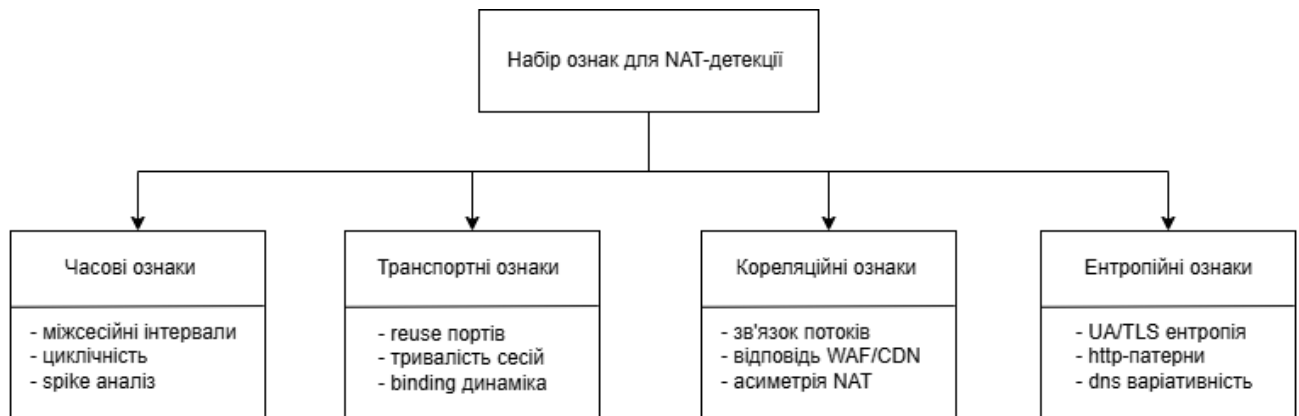 Набір ознак для NAT-детекції
Часові ознаки
- міжсесійні інтервали
- циклічність
- spike аналіз
Транспортні ознаки
- reuse портів
- тривалість сесій
- binding динаміка
Кореляційні ознаки
- зв'язок потоків
- відповідь WAF/CDN
- асиметрія NAT
Ентропійні ознаки
- UA/TLS ентропія
- http-патерни
- dns варіативність